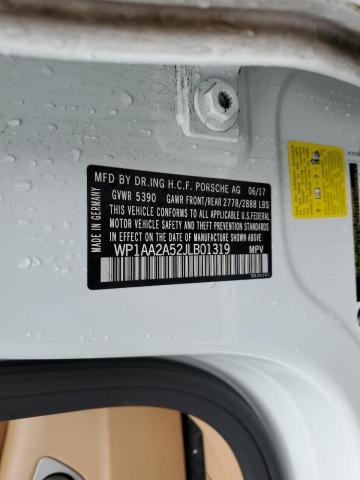 MFD BY DR.ING H.C.F. PORSCHE AG 06/17
GVWR 5390 GAWR FRONT/REAR 2778/2888 LBS
THIS VEHICLE CONFORMS TO ALL APPLICABLE U.S.FEDERAL
MOTOR VEHICLE SAFETY AND THEFT PREVENTION
STANDARDS IN EFFECT ON THE DATE OF
MANUFACTURE SHOWN ABOVE.
WP1AA2A52JLB01319 MPV
MADE IN GERMANY